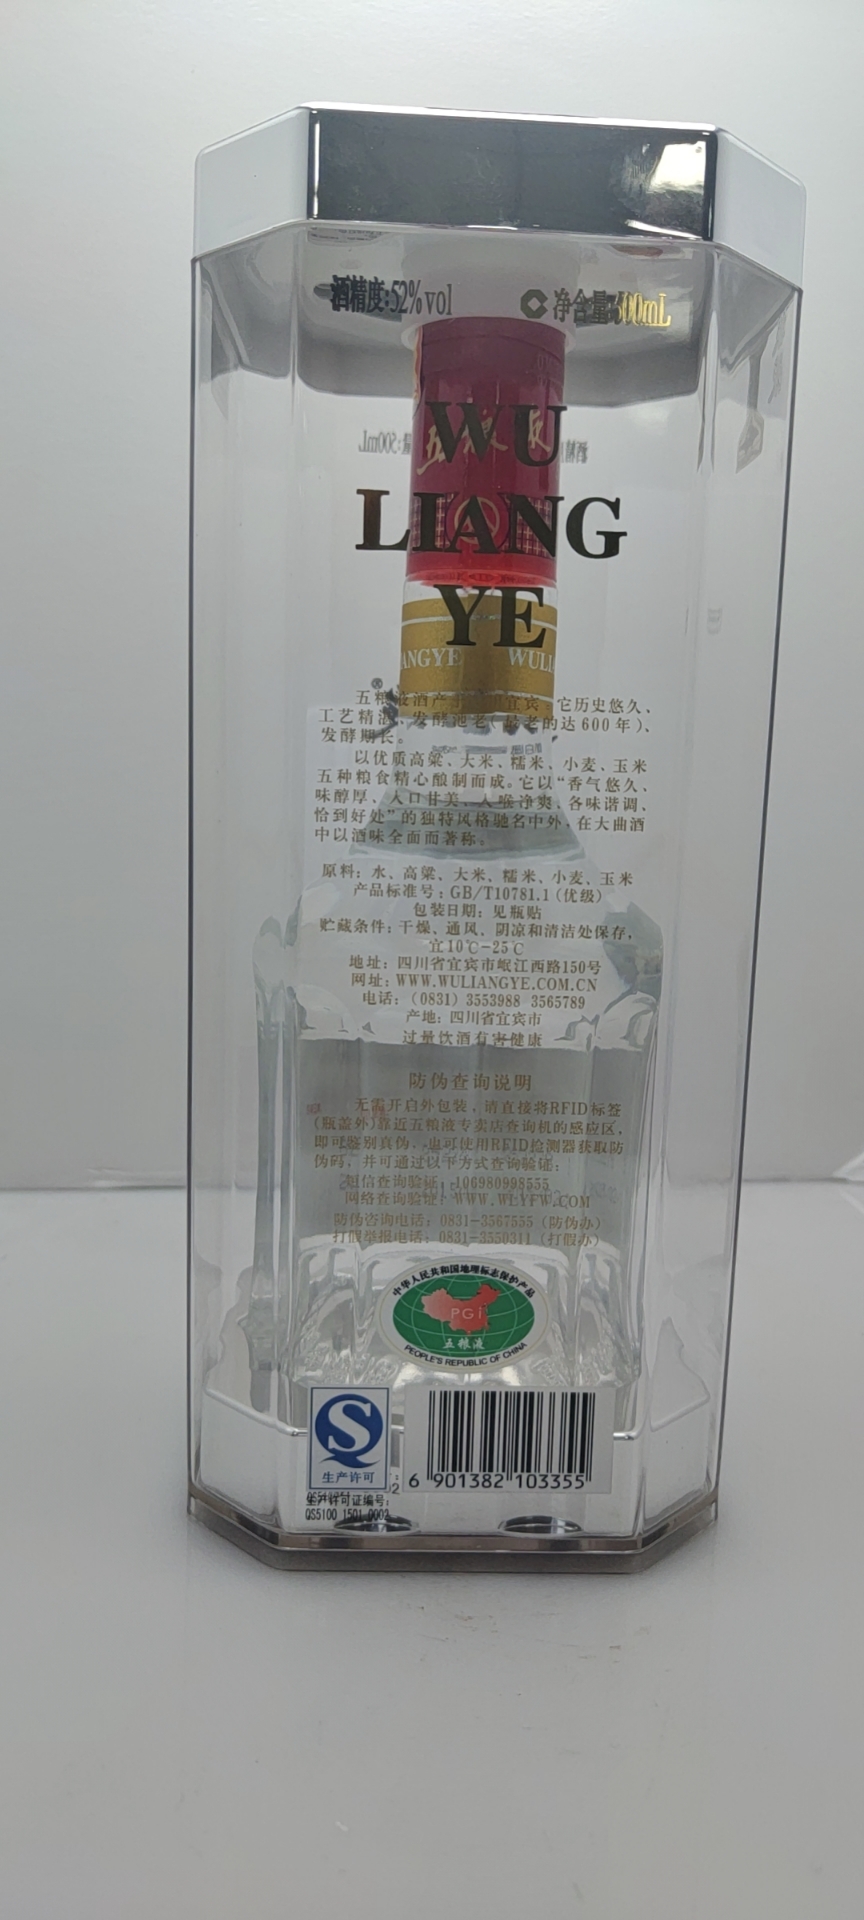 酒精度:52%vol
净含量:500mL
WU
LIANG
YE
ANGYE WULIA
®
五粮液酒产于 宜宾。它历史悠久、
工艺精湛、发酵池老(最老的达600年)、
发酵期长。
以优质高粱、大米、糯米、小麦、玉米
五种粮食精心酿制而成。它以“香气悠久、
味醇厚、入口甘美、入喉净爽、各味谐调、
恰到好处”的独特风格驰名中外,在大曲酒
中以酒味全面而著称。
原料:水、高粱、大米、糯米、小麦、玉米
产品标准号:GB/T10781.1(优级)
包装日期:见瓶贴
贮藏条件:干燥、通风、阴凉和清洁处保存,
宜10℃-25℃
地址:四川省宜宾市岷江西路150号
网址:WWW.WULIANGYE.COM.CN
电话:(0831) 3553988 3565789
产地:四川省宜宾市
过量饮酒有害健康
防伪查询说明
无需开启外包装,请直接将RFID标签
(瓶盖外)靠近五粮液专卖店查询机的感应区,
即可鉴别真伪,也可使用RFID检测器获取防
伪码,并可通过以下方式查询验证:
短信查询验证:106980998555
网络查询验址:WWW.WLYFW.COM
防伪咨询电话:0831-3567555(防伪办)
打假举报电话:0831-3550311(打假办)
中华人民共和国地理标志保护产品
PGI
五粮液
PEOPLE'S REPUBLIC OF CHINA
S
生产许可
6 901382 103355
生产许可证编号:
QS5100 1501 0002